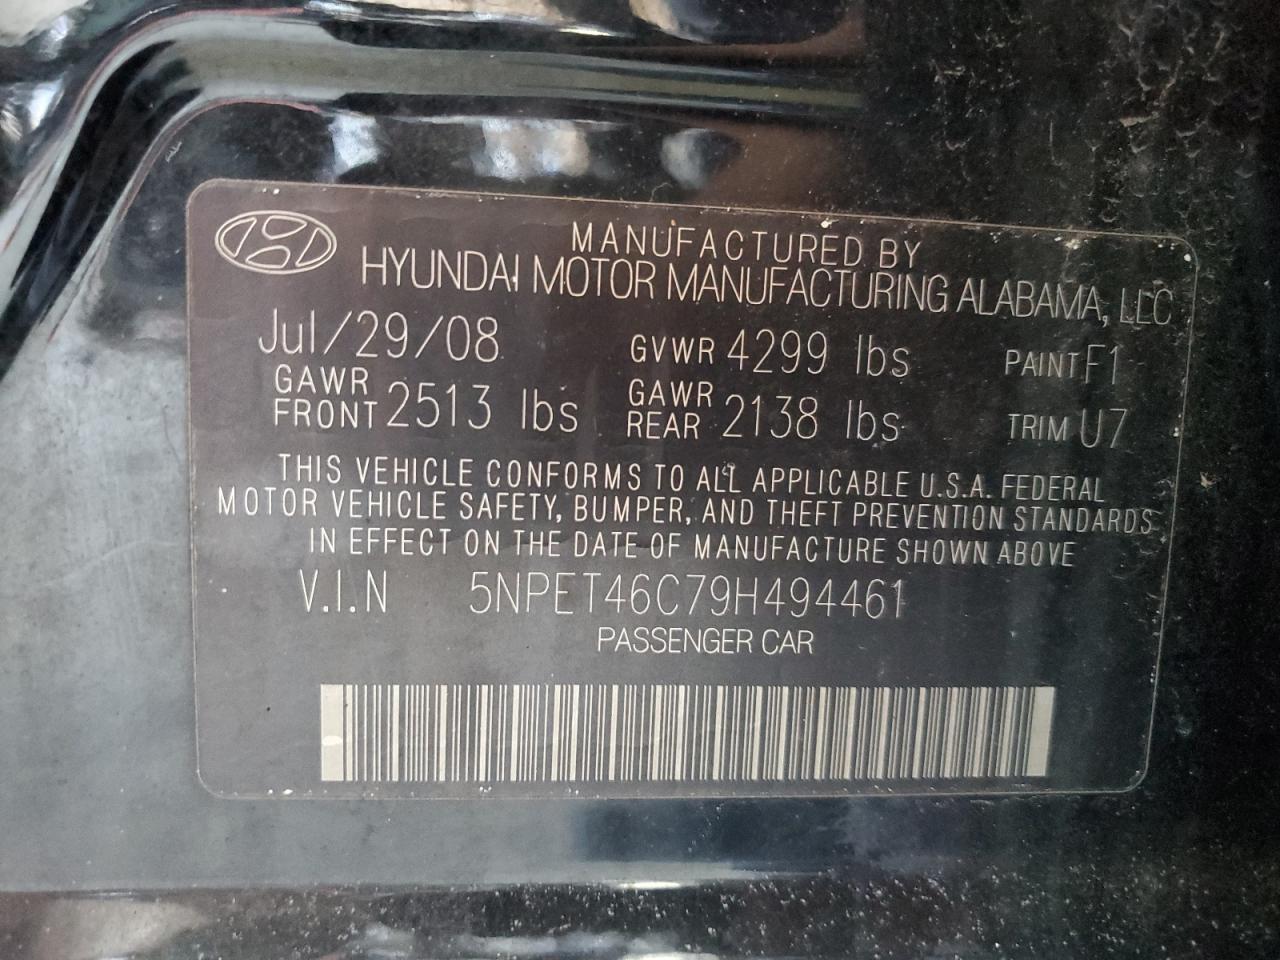 MANUFACTURED BY
HYUNDAI MOTOR MANUFACTURING ALABAMA, LLC
Jul/29/08 GVWR 4299 lbs PAINT F1
GAWR FRONT 2513 lbs GAWR REAR 2138 lbs TRIM U7
THIS VEHICLE CONFORMS TO ALL APPLICABLE U.S.A. FEDERAL
MOTOR VEHICLE SAFETY, BUMPER, AND THEFT PREVENTION STANDARDS
IN EFFECT ON THE DATE OF MANUFACTURE SHOWN ABOVE
V.I.N 5NPET46C79H494461
PASSENGER CAR